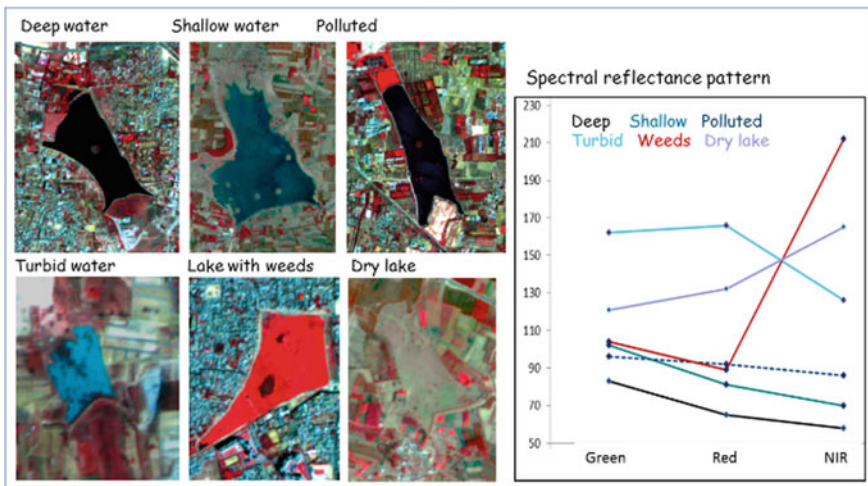 Deep water Shallow water Polluted
Turbid water Lake with weeds Dry lake
Spectral reflectance pattern
230
210
190
170
150
130
110
90
70
50
Deep Shallow Polluted
Turbid Weeds Dry lake
Green Red NIR